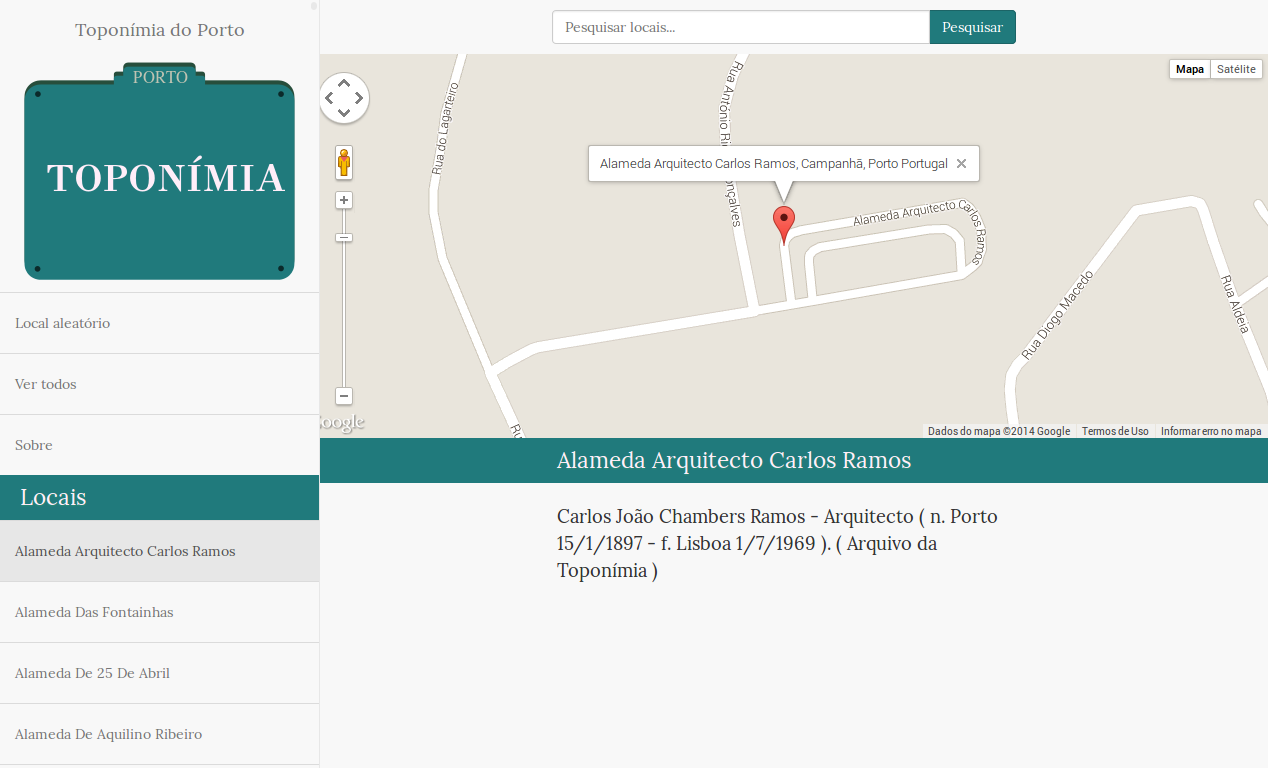 Toponímia do Porto
PORTO
TOPONÍMIA
Local aleatório
Ver todos
Sobre
Locais
Alameda Arquitecto Carlos Ramos
Alameda Das Fontainhas
Alameda De 25 De Abril
Alameda De Aquilino Ribeiro
Pesquisar locais...
Pesquisar
Mapa
Satélite
Rua do Lagarteiro
Rua António Ri
onçalves
Alameda Arquitecto Carlos Ramos, Campanhã, Porto Portugal
Alameda Arquitecto Carlos Ramos
Rua Diogo Macedo
Rua Aldeia
Ru
Google
Dados do mapa ©2014 Google
Termos de Uso
Informar erro no mapa
Alameda Arquitecto Carlos Ramos
Carlos João Chambers Ramos - Arquitecto ( n. Porto
15/1/1897 - f. Lisboa 1/7/1969 ). ( Arquivo da
Toponímia )